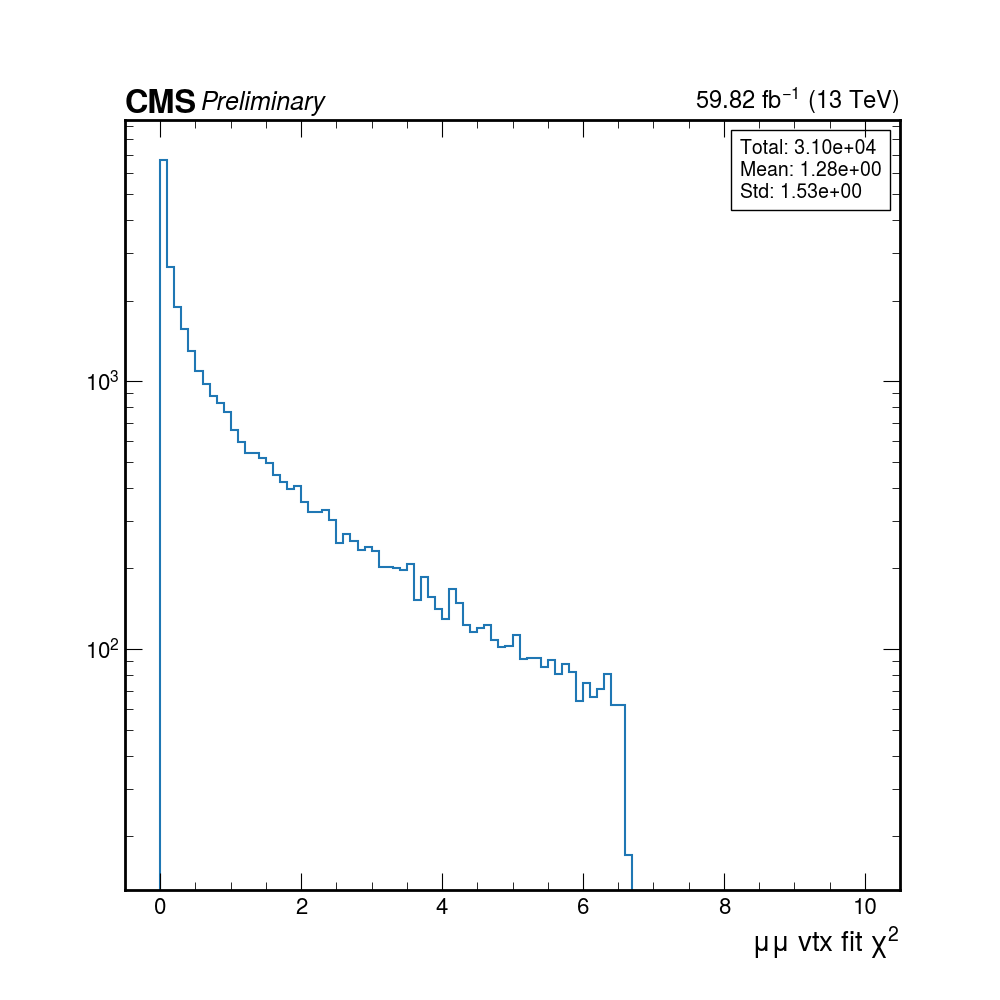 CMS Preliminary 59.82 fb⁻¹ (13 TeV)
Total: 3.10e+04
Mean: 1.28e+00
Std: 1.53e+00
10³
10²
0 2 4 6 8 10
μμ vtx fit χ²